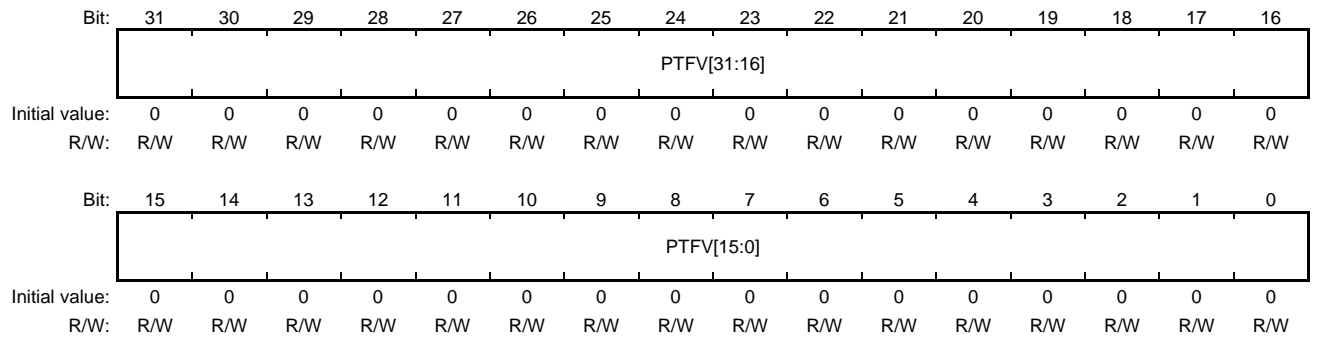 Bit: 31 30 29 28 27 26 25 24 23 22 21 20 19 18 17 16
PTFV[31:16]
Initial value: 0 0 0 0 0 0 0 0 0 0 0 0 0 0 0 0
R/W: R/W R/W R/W R/W R/W R/W R/W R/W R/W R/W R/W R/W R/W R/W R/W R/W
Bit: 15 14 13 12 11 10 9 8 7 6 5 4 3 2 1 0
PTFV[15:0]
Initial value: 0 0 0 0 0 0 0 0 0 0 0 0 0 0 0 0
R/W: R/W R/W R/W R/W R/W R/W R/W R/W R/W R/W R/W R/W R/W R/W R/W R/W